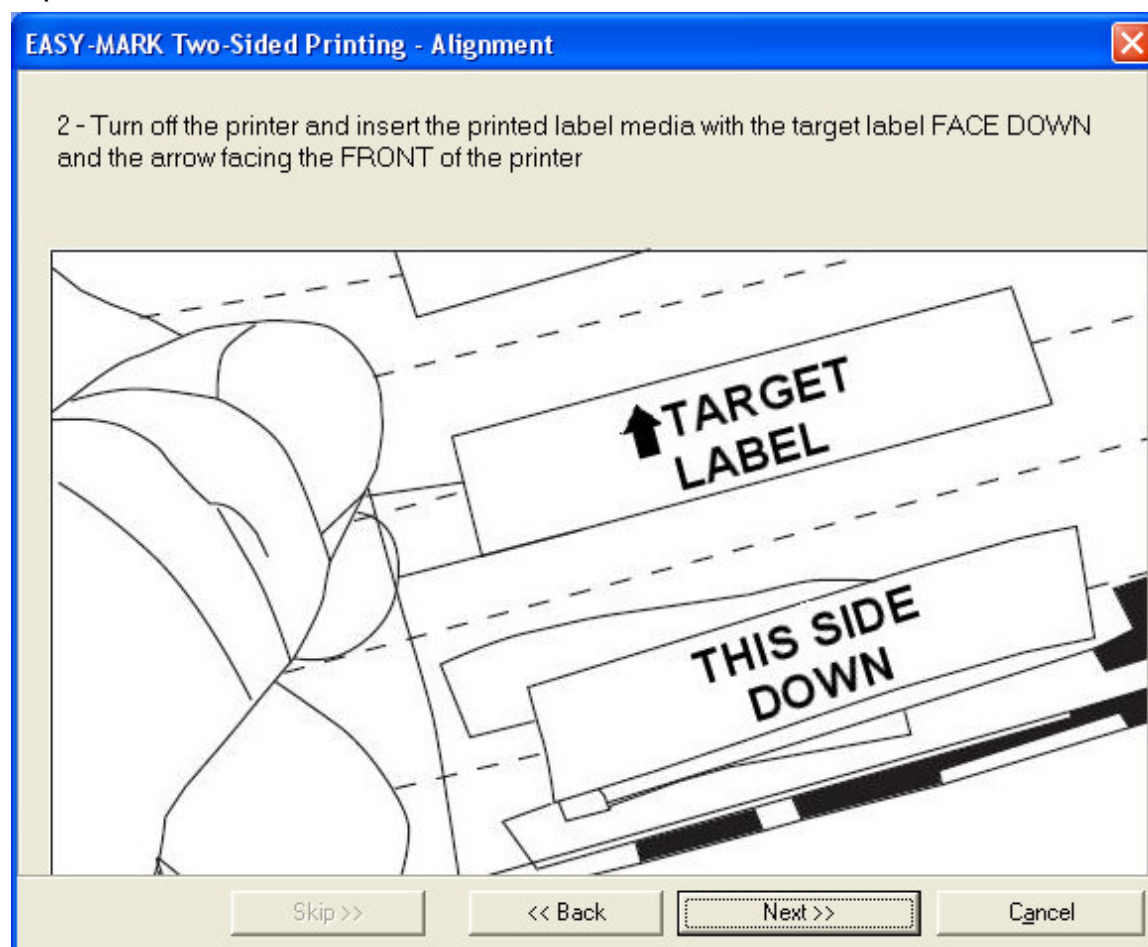 EASY-MARK Two-Sided Printing - Alignment
2 - Turn off the printer and insert the printed label media with the target label FACE DOWN
and the arrow facing the FRONT of the printer
TARGET
LABEL
THIS SIDE
DOWN
Skip >> << Back Next >> Cancel